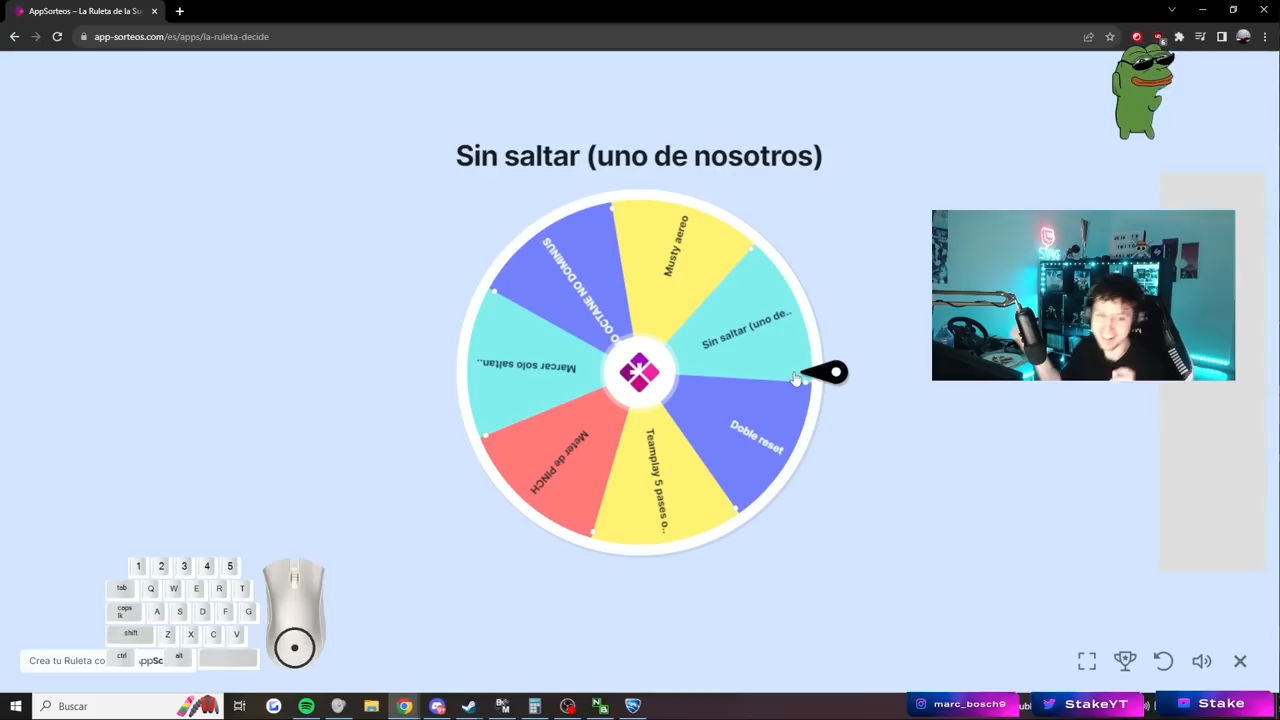 AppSorteos – La Ruleta de la Su
app-sorteos.com/es/apps/la-ruleta-decide
Sin saltar (uno de nosotros)
Musty aereo
Sin saltar (uno de..
Doble reset
Teamplay 5 pases o..
Meter de PINCH
Marcar solo saltan..
O OCTANE NO DOMINUS
1 2 3 4 5
tab Q W E R T
caps lk A S D F G
shift Z X C V
ctrl alt
Crea tu Ruleta co
Buscar
marc_bosch9
StakeYT
Stake